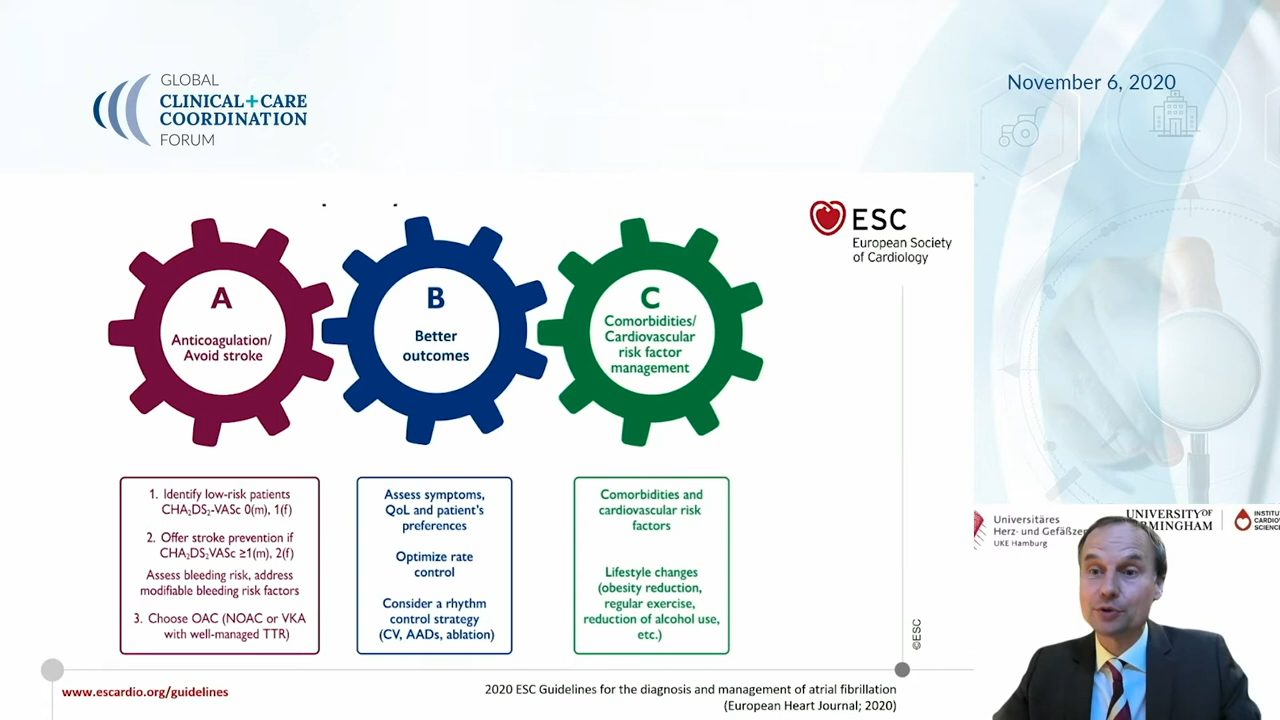 GLOBAL
CLINICAL+CARE
COORDINATION
FORUM
November 6, 2020
ESC
European Society
of Cardiology
A
Anticoagulation/
Avoid stroke
B
Better
outcomes
C
Comorbidities/
Cardiovascular
risk factor
management
1. Identify low-risk patients
CHA₂DS₂-VASc 0(m), 1(f)
2. Offer stroke prevention if
CHA₂DS₂VASc ≥1(m), 2(f)
Assess bleeding risk, address
modifiable bleeding risk factors
3. Choose OAC (NOAC or VKA
with well-managed TTR)
Assess symptoms,
QoL and patient's
preferences
Optimize rate
control
Consider a rhythm
control strategy
(CV, AADs, ablation)
Comorbidities and
cardiovascular risk
factors
Lifestyle changes
(obesity reduction,
regular exercise,
reduction of alcohol use,
etc.)
©ESC
www.escardio.org/guidelines
2020 ESC Guidelines for the diagnosis and management of atrial fibrillation
(European Heart Journal; 2020)
Universitäres
Herz- und
UKE Hamburg
UNIVERSITY OF